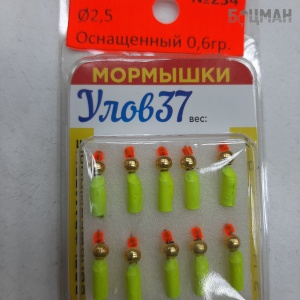 №234
БОЦМАН
Ø2,5
Оснащенный 0,6гр.
МОРМЫШКИ
Улов37
вес: